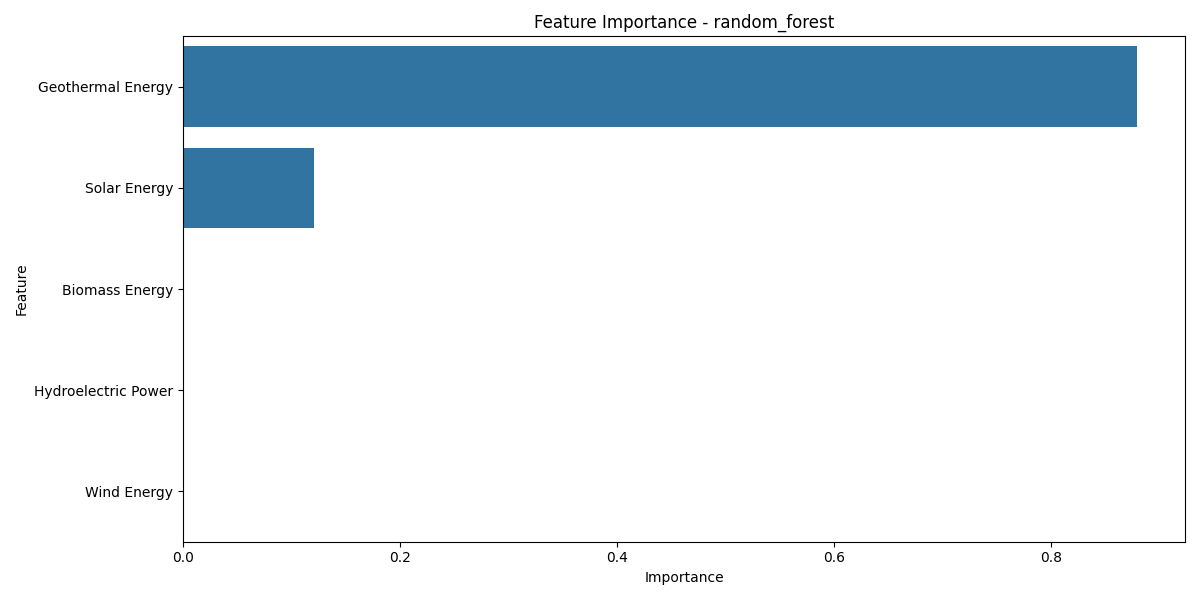 Feature Importance - random_forest
Geothermal Energy
Solar Energy
Biomass Energy
Hydroelectric Power
Wind Energy
Feature
0.0 0.2 0.4 0.6 0.8
Importance